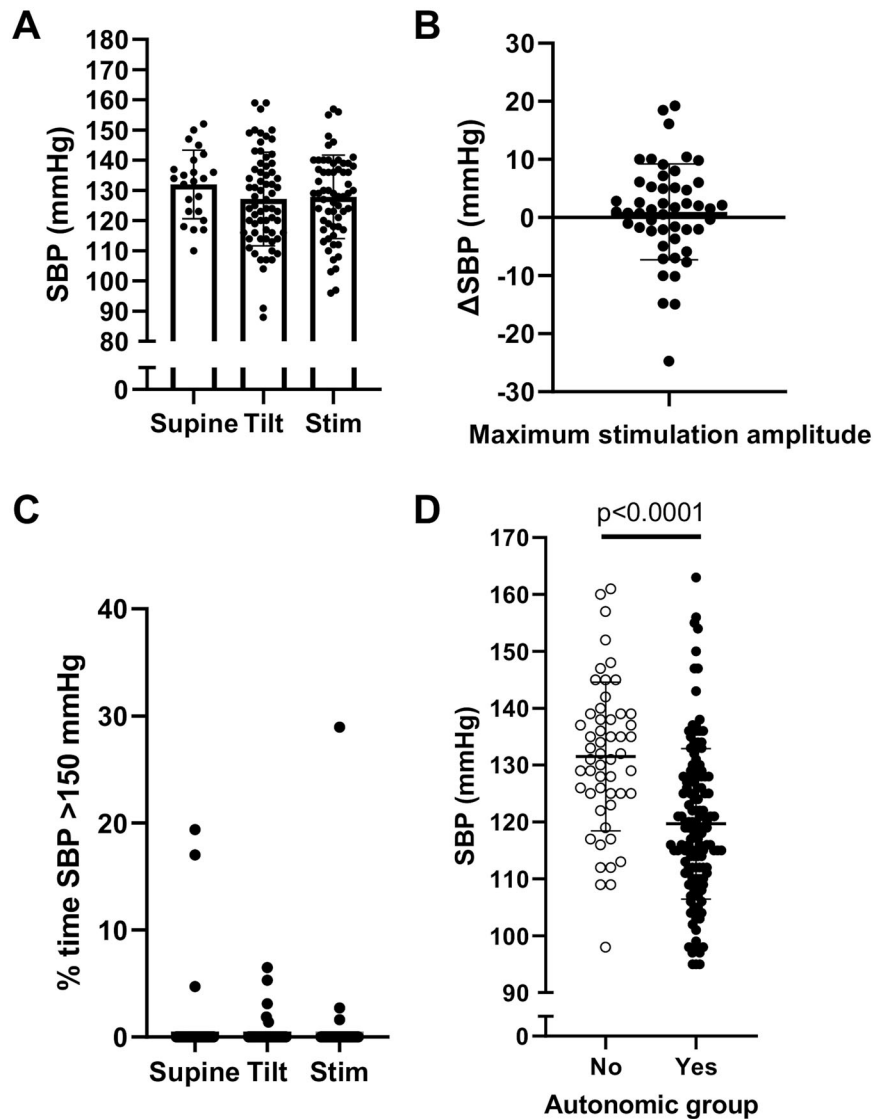 A
SBP (mmHg)
180
170
160
150
140
130
120
110
100
90
80
0
Supine Tilt Stim
B
ΔSBP (mmHg)
30
20
10
0
-10
-20
-30
Maximum stimulation amplitude
C
% time SBP >150 mmHg
40
30
20
10
0
Supine Tilt Stim
D
p<0.0001
SBP (mmHg)
170
160
150
140
130
120
110
100
90
0
No Yes
Autonomic group